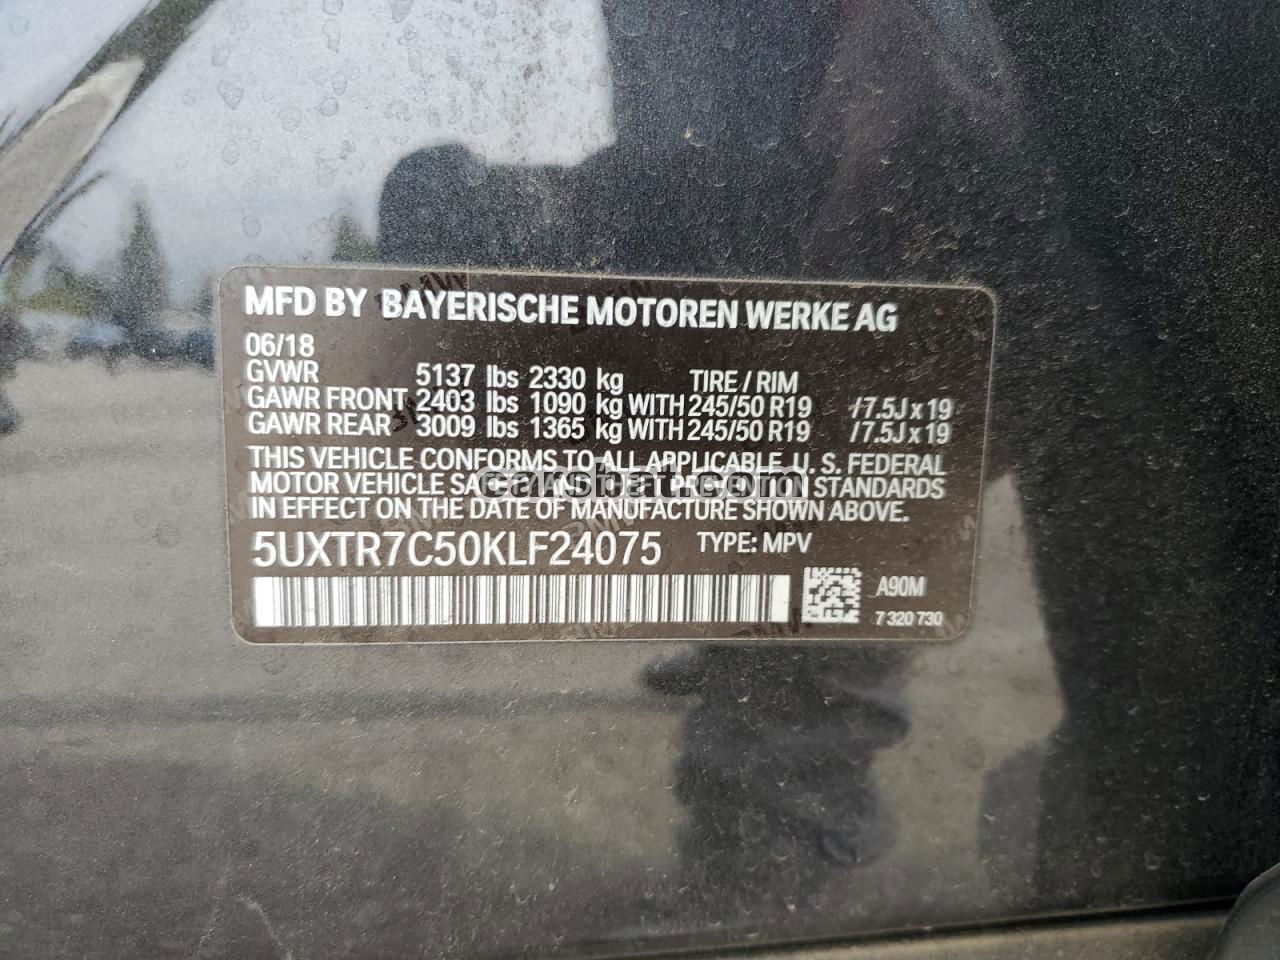 MFD BY BAYERISCHE MOTOREN WERKE AG
06/18
GVWR 5137 lbs 2330 kg TIRE / RIM
GAWR FRONT 2403 lbs 1090 kg WITH 245/50 R19 /7.5J x 19
GAWR REAR 3009 lbs 1365 kg WITH 245/50 R19 /7.5J x 19
THIS VEHICLE CONFORMS TO ALL APPLICABLE U. S. FEDERAL
MOTOR VEHICLE SAFETY AND THEFT PREVENTION STANDARDS
carsbat.com
IN EFFECT ON THE DATE OF MANUFACTURE SHOWN ABOVE.
5UXTR7C50KLF24075 TYPE: MPV
A90M
7 320 730